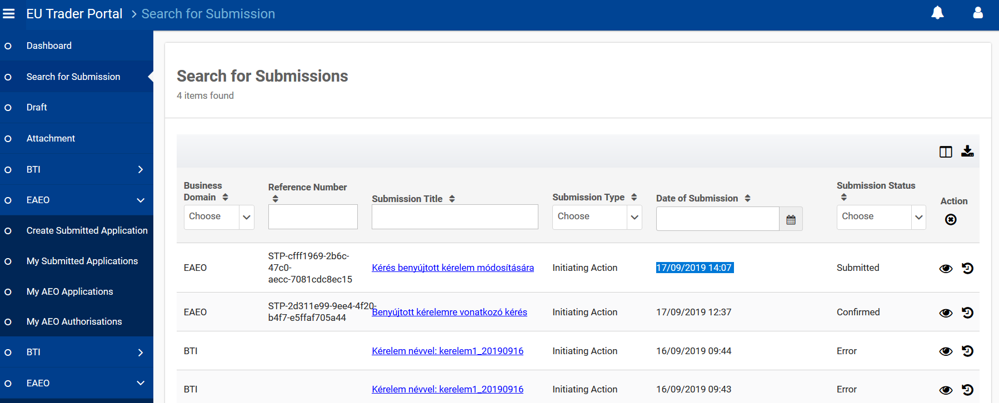 EU Trader Portal > Search for Submission
Dashboard
Search for Submission
Draft
Attachment
BTI
EAEO
Create Submitted Application
My Submitted Applications
My AEO Applications
My AEO Authorisations
BTI
EAEO
Search for Submissions
4 items found
Business Domain
Reference Number
Submission Title
Submission Type
Date of Submission
Submission Status
Action
Choose
Choose
Choose
EAEO
STP-cfff1969-2b6c-
47c0-
aecc-7081cdc8ec15
Kérés benyújtott kérelem módosítására
Initiating Action
17/09/2019 14:07
Submitted
EAEO
STP-2d311e99-9ee4-4f20-
b4f7-e5ffaf705a44
Benyújtott kérelemre vonatkozó kérés
Initiating Action
17/09/2019 12:37
Confirmed
BTI
Kérelem névvel: kerelem1_20190916
Initiating Action
16/09/2019 09:44
Error
BTI
Kérelem névvel: kerelem1_20190916
Initiating Action
16/09/2019 09:43
Error